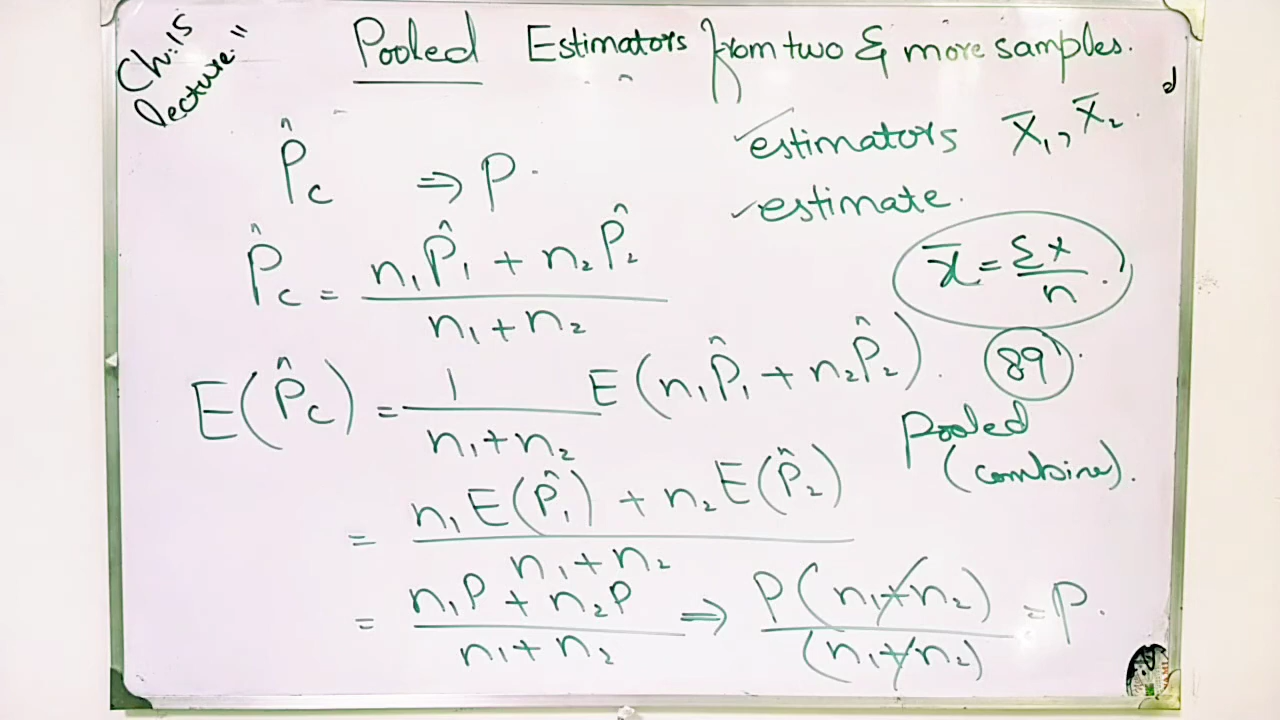 Ch:15
lecture:"
Pooled Estimators from two & more samples.
P̂c ⇒ P.
estimators X̄₁, X̄₂.
estimate.
P̂c = (n₁P̂₁ + n₂P̂₂) / (n₁+n₂)
x̄ = Σx / n.
E(P̂c) = 1 / (n₁+n₂) E(n₁P̂₁ + n₂P̂₂).
89
Pooled
(combine).
= (n₁E(P̂₁) + n₂E(P̂₂)) / (n₁+n₂)
= (n₁P + n₂P) / (n₁+n₂) ⇒ P(n₁+n₂) / (n₁+n₂) = P.